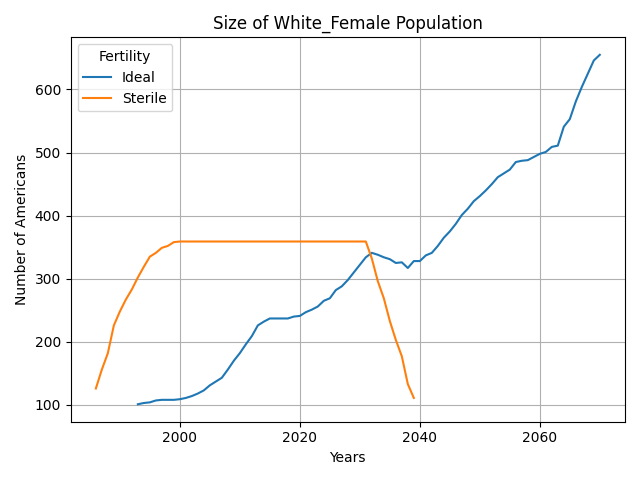 Size of White_Female Population
Fertility
Ideal
Sterile
Number of Americans
600
500
400
300
200
100
2000
2020
2040
2060
Years